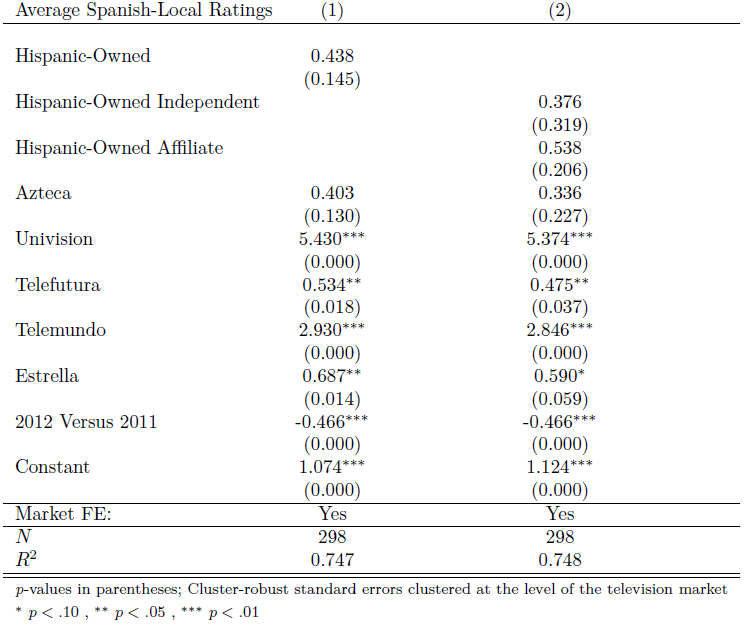 Average Spanish-Local Ratings (1) (2)
Hispanic-Owned 0.438
(0.145)
Hispanic-Owned Independent 0.376
(0.319)
Hispanic-Owned Affiliate 0.538
(0.206)
Azteca 0.403 0.336
(0.130) (0.227)
Univision 5.430*** 5.374***
(0.000) (0.000)
Telefutura 0.534** 0.475**
(0.018) (0.037)
Telemundo 2.930*** 2.846***
(0.000) (0.000)
Estrella 0.687** 0.590*
(0.014) (0.059)
2012 Versus 2011 -0.466*** -0.466***
(0.000) (0.000)
Constant 1.074*** 1.124***
(0.000) (0.000)
Market FE: Yes Yes
N 298 298
R² 0.747 0.748
p-values in parentheses; Cluster-robust standard errors clustered at the level of the television market
* p < .10 , ** p < .05 , *** p < .01